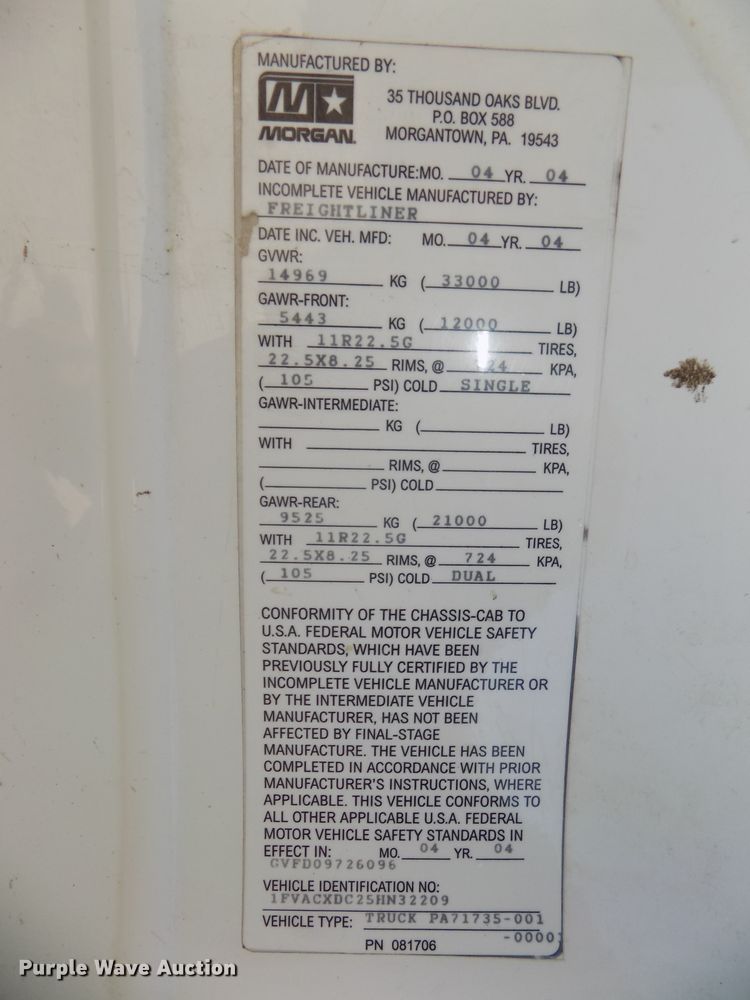 MANUFACTURED BY:
MORGAN.
35 THOUSAND OAKS BLVD.
P.O. BOX 588
MORGANTOWN, PA. 19543
DATE OF MANUFACTURE: MO. 04 YR. 04
INCOMPLETE VEHICLE MANUFACTURED BY:
FREIGHTLINER
DATE INC. VEH. MFD: MO. 04 YR. 04
GVWR:
14969 KG (33000 LB)
GAWR-FRONT:
5443 KG (12000 LB)
WITH 11R22.5G TIRES,
22.5X8.25 RIMS, @ 724 KPA,
(105 PSI) COLD SINGLE
GAWR-INTERMEDIATE:
KG ( LB)
WITH TIRES,
RIMS, @ KPA,
( PSI) COLD
GAWR-REAR:
9525 KG (21000 LB)
WITH 11R22.5G TIRES,
22.5X8.25 RIMS, @ 724 KPA,
(105 PSI) COLD DUAL
CONFORMITY OF THE CHASSIS-CAB TO
U.S.A. FEDERAL MOTOR VEHICLE SAFETY
STANDARDS, WHICH HAVE BEEN
PREVIOUSLY FULLY CERTIFIED BY THE
INCOMPLETE VEHICLE MANUFACTURER OR
BY THE INTERMEDIATE VEHICLE
MANUFACTURER, HAS NOT BEEN
AFFECTED BY FINAL-STAGE
MANUFACTURE. THE VEHICLE HAS BEEN
COMPLETED IN ACCORDANCE WITH PRIOR
MANUFACTURER'S INSTRUCTIONS, WHERE
APPLICABLE. THIS VEHICLE CONFORMS TO
ALL OTHER APPLICABLE U.S.A. FEDERAL
MOTOR VEHICLE SAFETY STANDARDS IN
EFFECT IN: MO. 04 YR. 04
GVFD09726096
VEHICLE IDENTIFICATION NO:
1FVACXDC25HN32209
VEHICLE TYPE: TRUCK PA71735-001
-00001
PN 081706
Purple Wave Auction